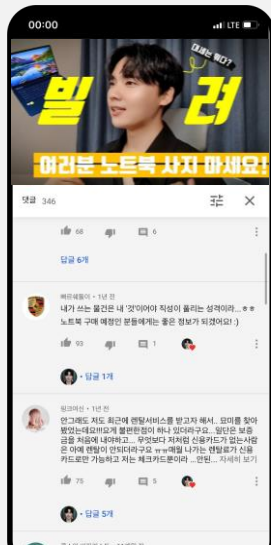 00:00
LTE
대세는 뭐다?
빌 려
여러분 노트북 사지 마세요!
댓글 346
68 6
답글 6개
1년 전
내가 쓰는 물건은 내 '것'이어야 직성이 풀리는 성격이라...ㅎㅎ
노트북 구매 예정인 분들에게는 좋은 정보가 되겠어요! :)
93 1
답글 1개
핑크여신 • 1년 전
안그래도 저도 최근에 렌탈서비스를 받고자 해서.. 묘미를 찾아
봤었는데요!!!요게 불편한점이 하나 있더라구요...일단은 보증
금을 처음에 내야하고... 무엇보다 저처럼 신용카드가 없는사람
은 아예 렌탈이 안되더라구요 ㅠㅠ매월 나가는 렌탈료가 신용
카드로만 가능하고 저는 체크카드뿐이라 ...안된... 자세히 보기
75 5
답글 5개